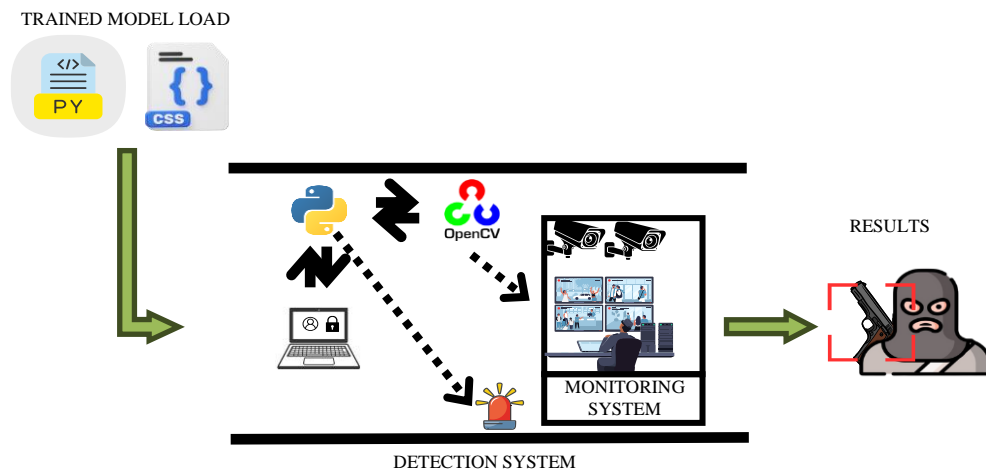 TRAINED MODEL LOAD
</>
PY
{ }
CSS
OpenCV
RESULTS
MONITORING
SYSTEM
DETECTION SYSTEM